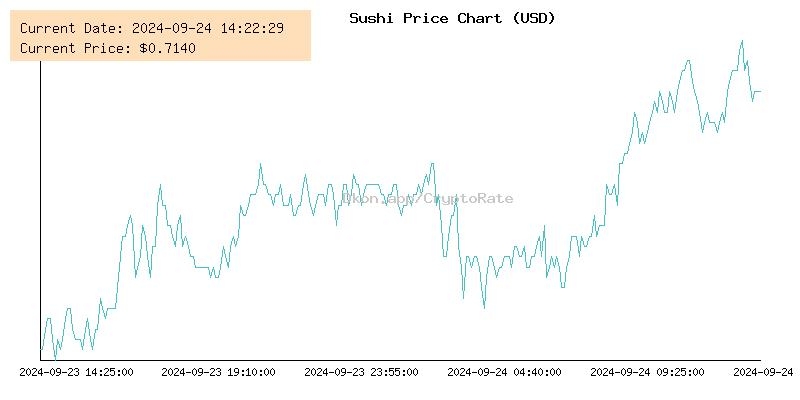 Sushi Price Chart (USD)
Current Date: 2024-09-24 14:22:29
Current Price: $0.7140
Dkon.app/CryptoRate
2024-09-23 14:25:00 2024-09-23 19:10:00 2024-09-23 23:55:00 2024-09-24 04:40:00 2024-09-24 09:25:00 2024-09-24